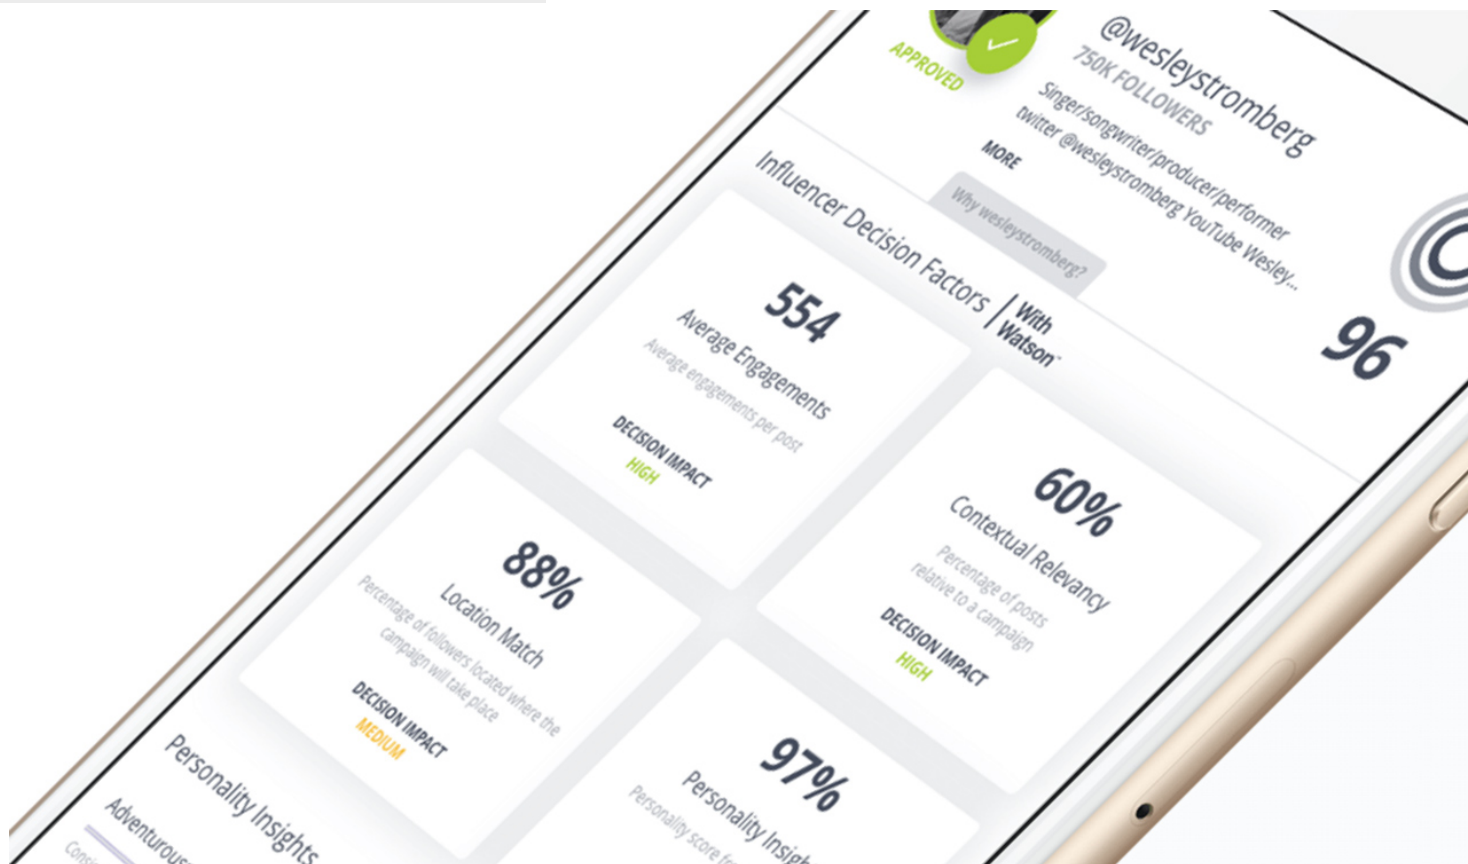 @wesleystromberg
750K FOLLOWERS
APPROVED
Singer/songwriter/producer/performer
twitter @wesleystromberg YouTube Wesley...
MORE
Why wesleystromberg?
96
Influencer Decision Factors
With
Watson™
554
Average Engagements
Average engagements per post
DECISION IMPACT
HIGH
60%
Contextual Relevancy
Percentage of posts
relative to a campaign
DECISION IMPACT
HIGH
88%
Location Match
Percentage of followers located where the
campaign will take place
DECISION IMPACT
MEDIUM
97%
Personality
Personality score
Personality Insights